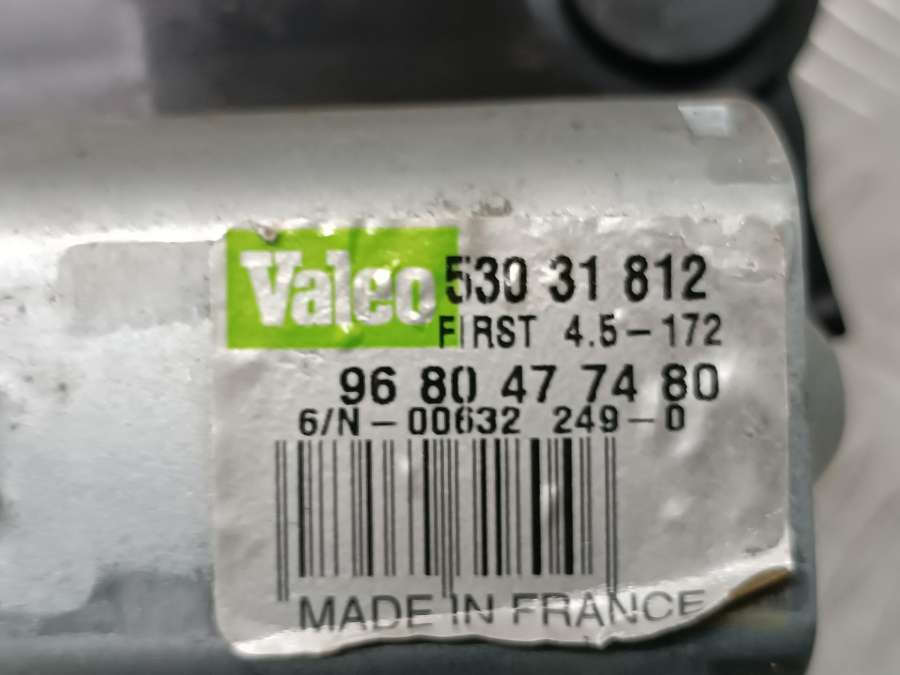 Valeo 530 31 812
FIRST 4.5-172
96 80 47 74 80
6/N-00632 249-0
MADE IN FRANCE